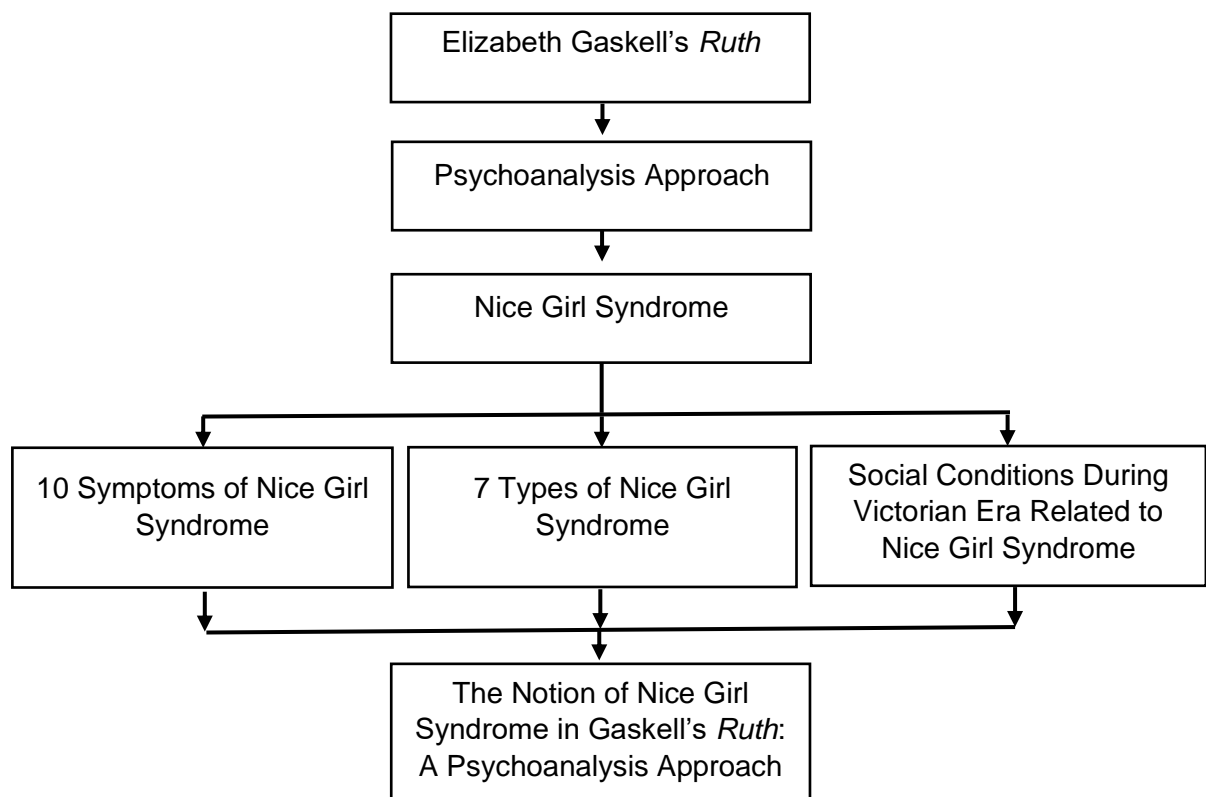 Elizabeth Gaskell’s Ruth
Psychoanalysis Approach
Nice Girl Syndrome
10 Symptoms of Nice Girl
Syndrome
7 Types of Nice Girl
Syndrome
Social Conditions During
Victorian Era Related to
Nice Girl Syndrome
The Notion of Nice Girl
Syndrome in Gaskell’s Ruth:
A Psychoanalysis Approach